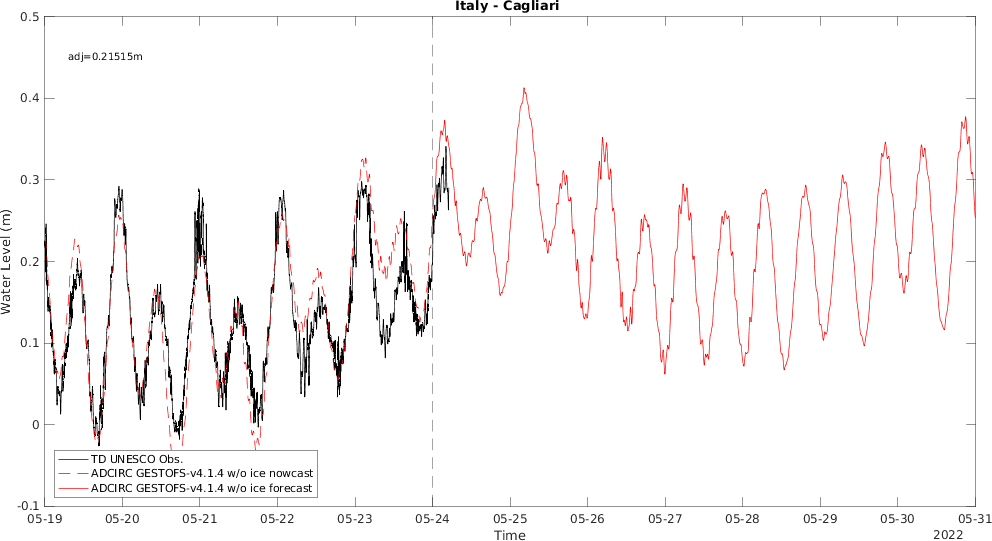 Italy - Cagliari
adj=0.21515m
0.5
0.4
0.3
0.2
0.1
0
-0.1
Water Level (m)
TD UNESCO Obs.
ADCIRC GESTOFS-v4.1.4 w/o ice nowcast
ADCIRC GESTOFS-v4.1.4 w/o ice forecast
05-19 05-20 05-21 05-22 05-23 05-24 05-25 05-26 05-27 05-28 05-29 05-30 05-31
Time
2022